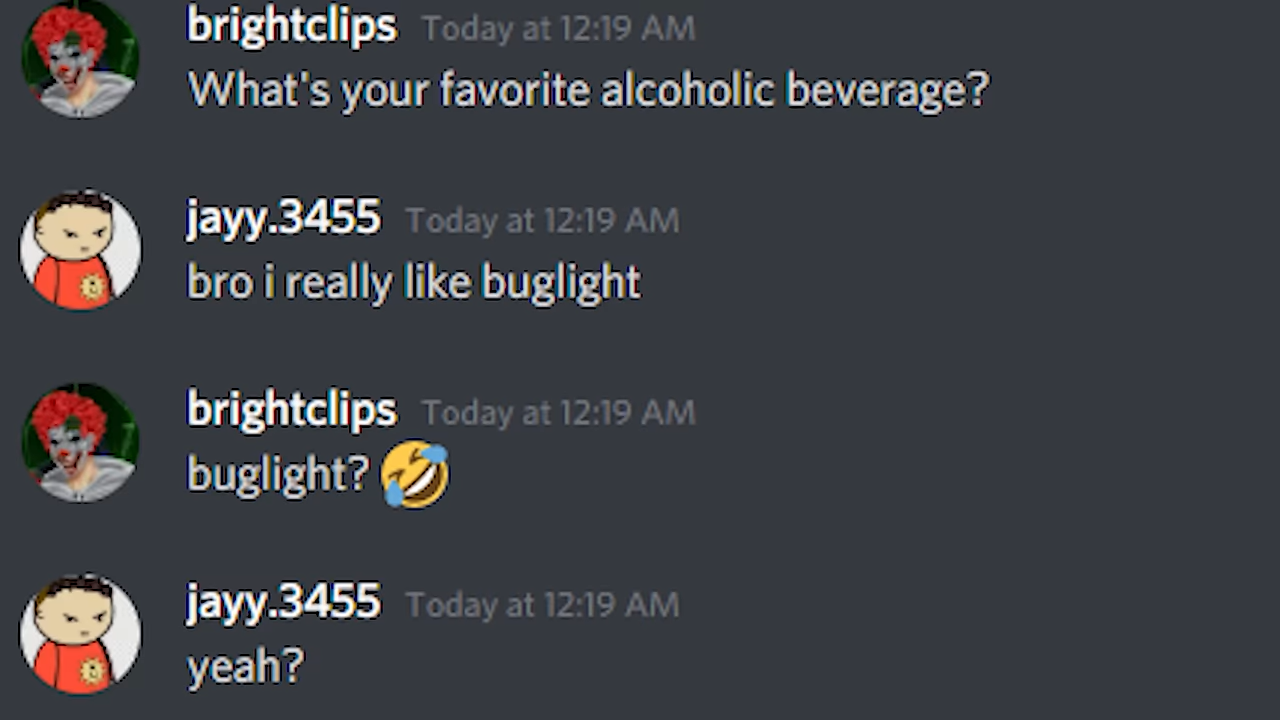 brightclips Today at 12:19 AM
What's your favorite alcoholic beverage?
jayy.3455 Today at 12:19 AM
bro i really like buglight
brightclips Today at 12:19 AM
buglight? 🤣
jayy.3455 Today at 12:19 AM
yeah?